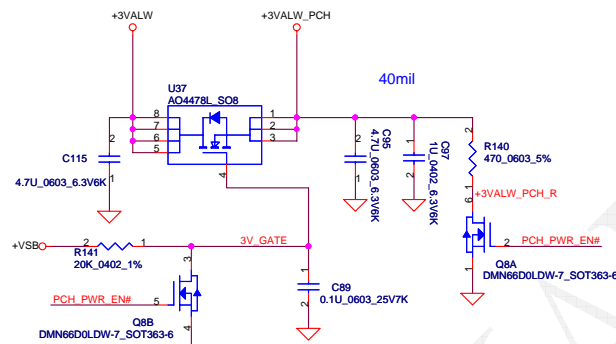 +3VALW
+3VALW_PCH
U37
AO4478L_SO8
40mil
8
7
6
5
1
2
3
4
2
C115
1
4.7U_0603_6.3V6K
2
1
C95
4.7U_0603_6.3V6K
1
2
C97
1U_0402_6.3V6K
2
R140
470_0603_5%
1
+3VALW_PCH_R
6
2
PCH_PWR_EN#
1
Q8A
DMN66D0LDW-7_SOT363-6
+VSB
2
1
R141
20K_0402_1%
3V_GATE
3
PCH_PWR_EN#
5
4
Q8B
DMN66D0LDW-7_SOT363-6
1
2
C89
0.1U_0603_25V7K